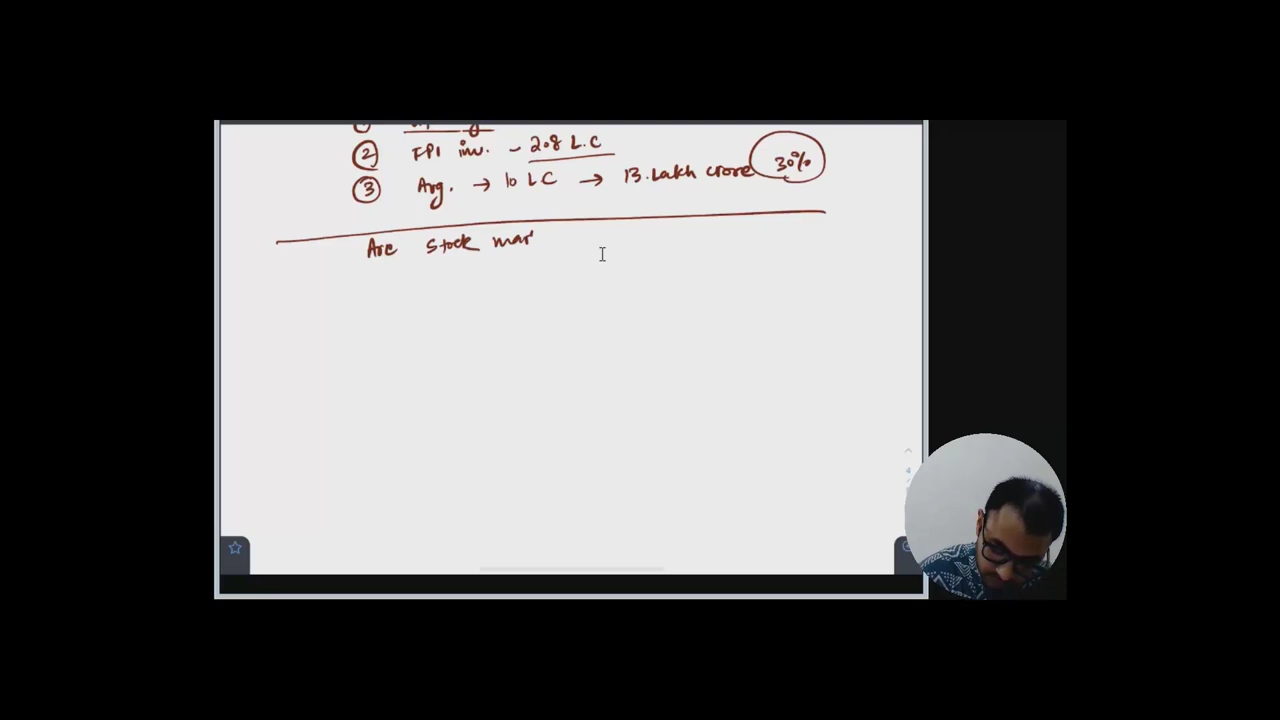 ② FPI inv. - 2.8 L.C
③ Avg. → 10 LC → 13.Lakh crore 30%
Are Stock mar